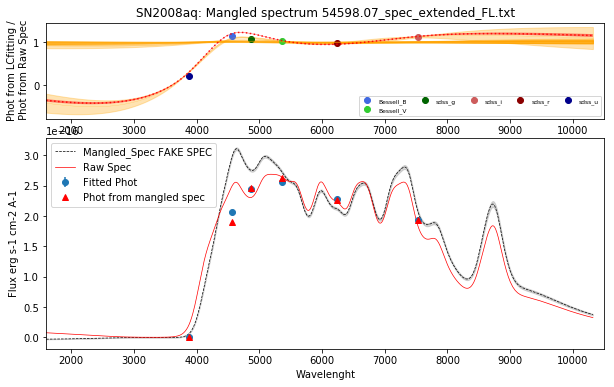 SN2008aq: Mangled spectrum 54598.07_spec_extended_FL.txt
Phot from LCfitting /
Phot from Raw Spec
1
0
Bessell_B
sdss_g
sdss_i
sdss_r
sdss_u
Bessell_V
2000 3000 4000 5000 6000 7000 8000 9000 10000
1e-16
Mangled_Spec FAKE SPEC
Raw Spec
Fitted Phot
Phot from mangled spec
Flux erg s-1 cm-2 A-1
3.0
2.5
2.0
1.5
1.0
0.5
0.0
2000 3000 4000 5000 6000 7000 8000 9000 10000
Wavelenght